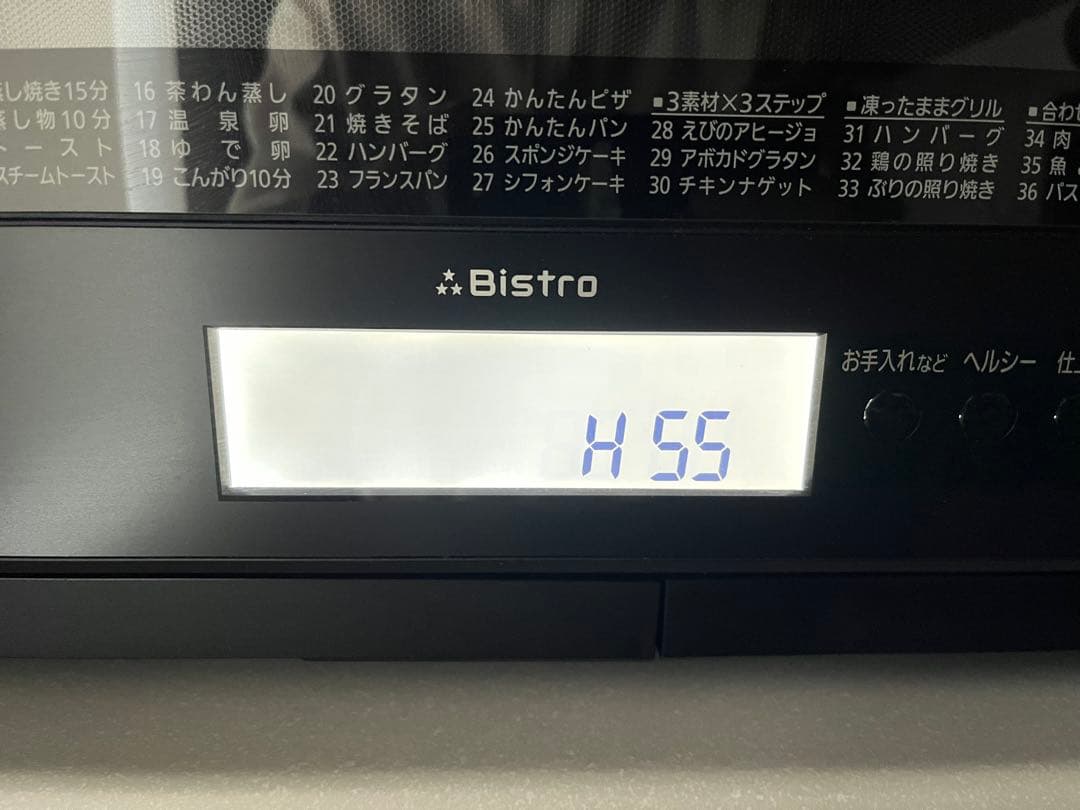 し焼き15分 16 茶わん蒸し 20 グラタン 24 かんたんピザ ■3素材×3ステップ ■凍ったままグリル ■合わせ
蒸し物10分 17 温泉卵 21 焼きそば 25 かんたんパン 28 えびのアヒージョ 31 ハンバーグ 34 肉
トースト 18 ゆで卵 22 ハンバーグ 26 スポンジケーキ 29 アボカドグラタン 32 鶏の照り焼き 35 魚
スチームトースト 19 こんがり10分 23 フランスパン 27 シフォンケーキ 30 チキンナゲット 33 ぶりの照り焼き 36 パス
Bistro
H55
お手入れなど ヘルシー 仕